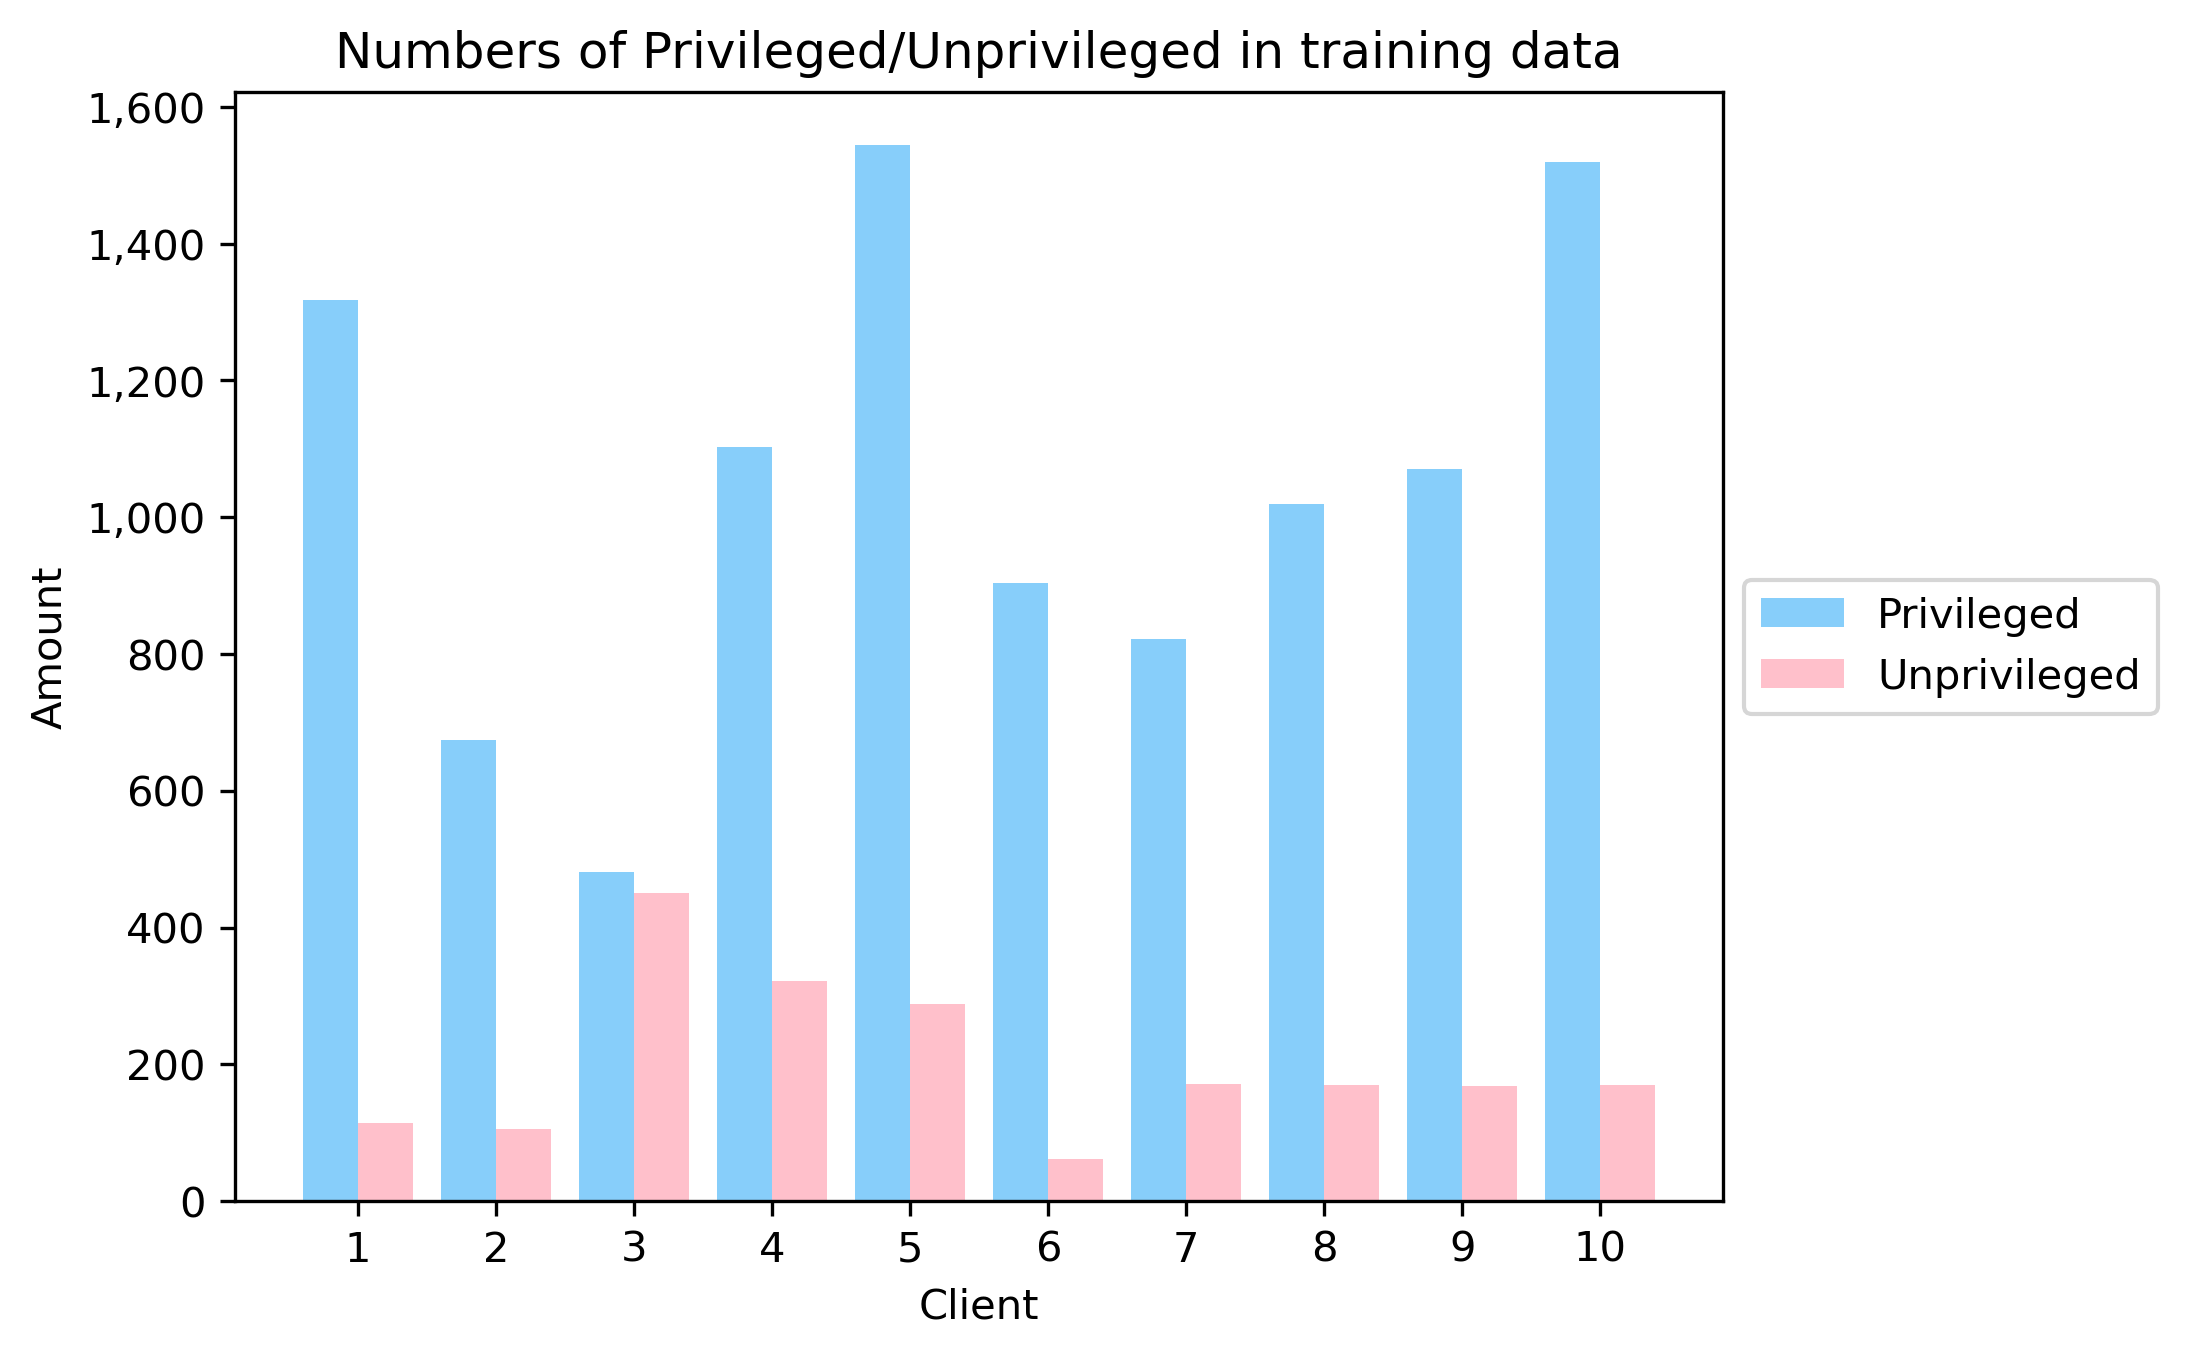 Numbers of Privileged/Unprivileged in training data
1,600
1,400
1,200
1,000
800
600
400
200
0
Amount
1 2 3 4 5 6 7 8 9 10
Client
Privileged
Unprivileged